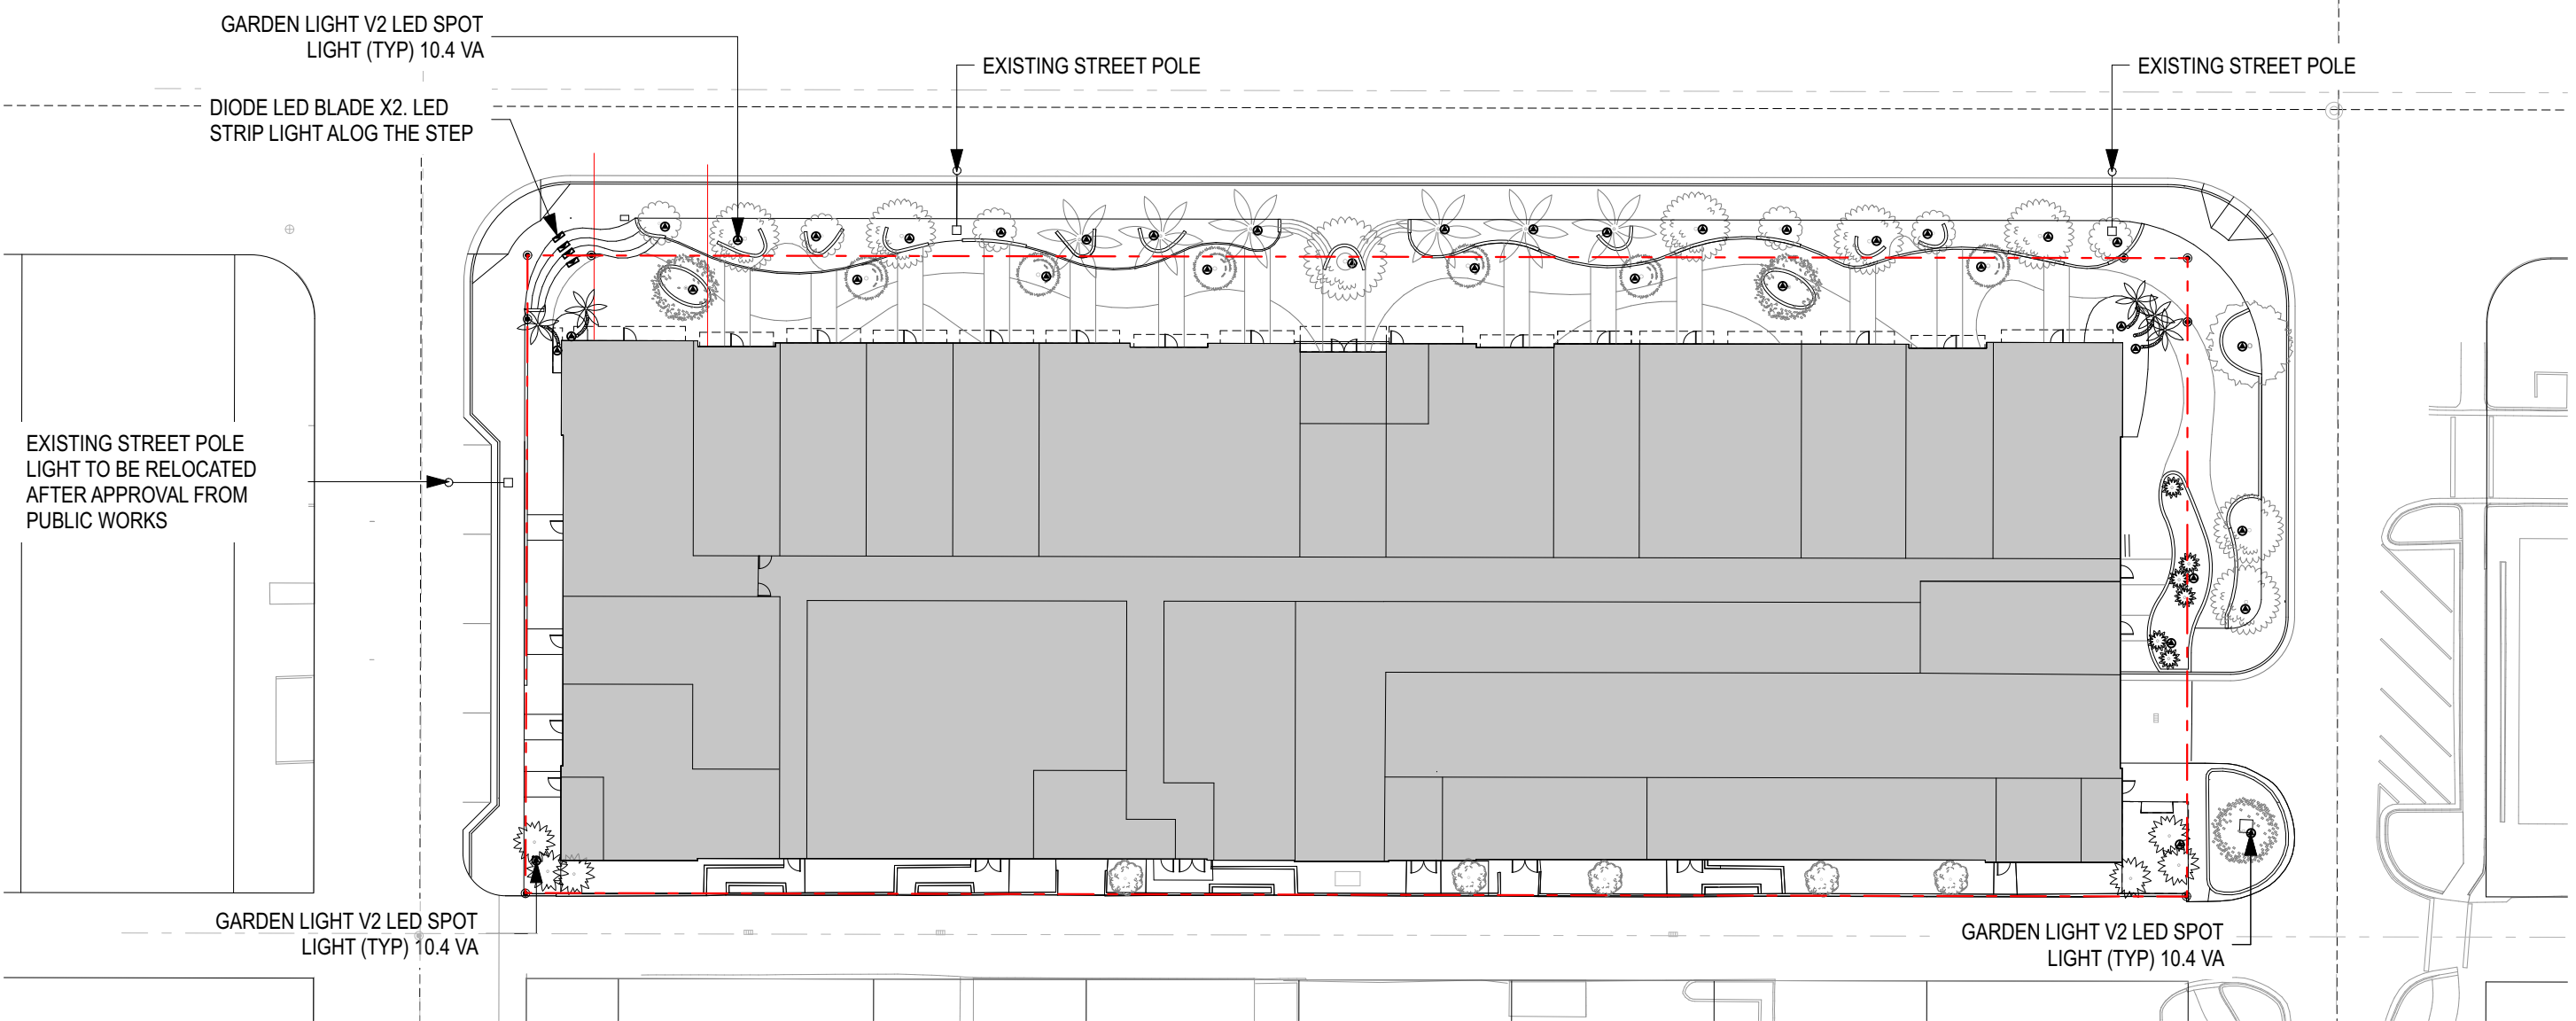 GARDEN LIGHT V2 LED SPOT
LIGHT (TYP) 10.4 VA
EXISTING STREET POLE
EXISTING STREET POLE
DIODE LED BLADE X2. LED
STRIP LIGHT ALOG THE STEP
EXISTING STREET POLE
LIGHT TO BE RELOCATED
AFTER APPROVAL FROM
PUBLIC WORKS
GARDEN LIGHT V2 LED SPOT
LIGHT (TYP) 10.4 VA
GARDEN LIGHT V2 LED SPOT
LIGHT (TYP) 10.4 VA